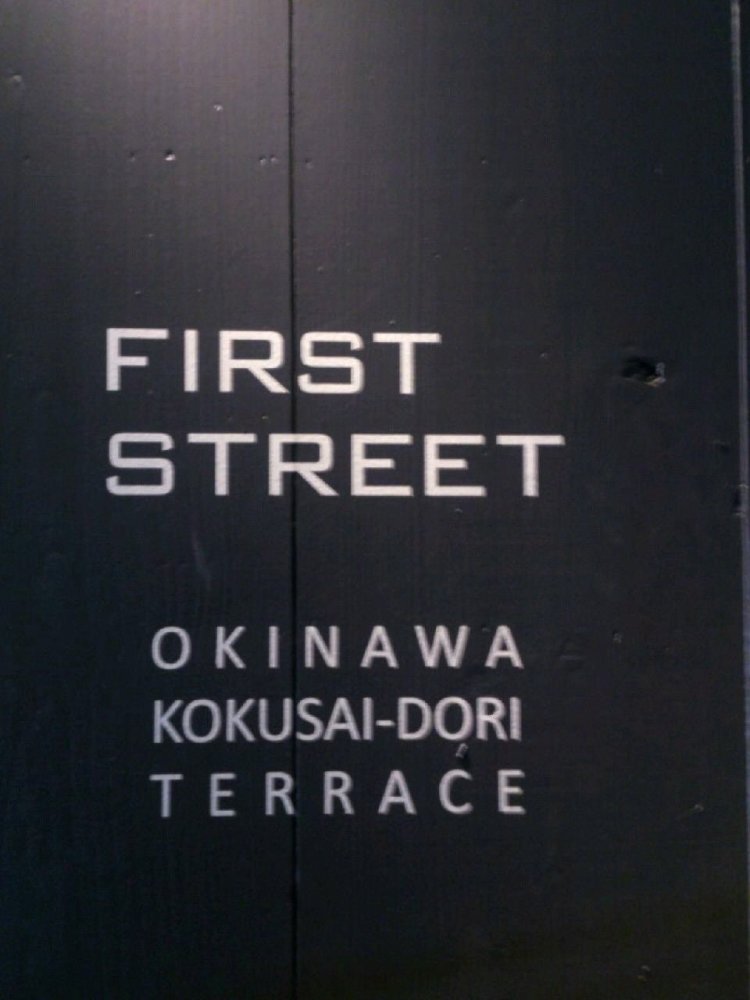 FIRST
STREET
OKINAWA
KOKUSAI-DORI
TERRACE